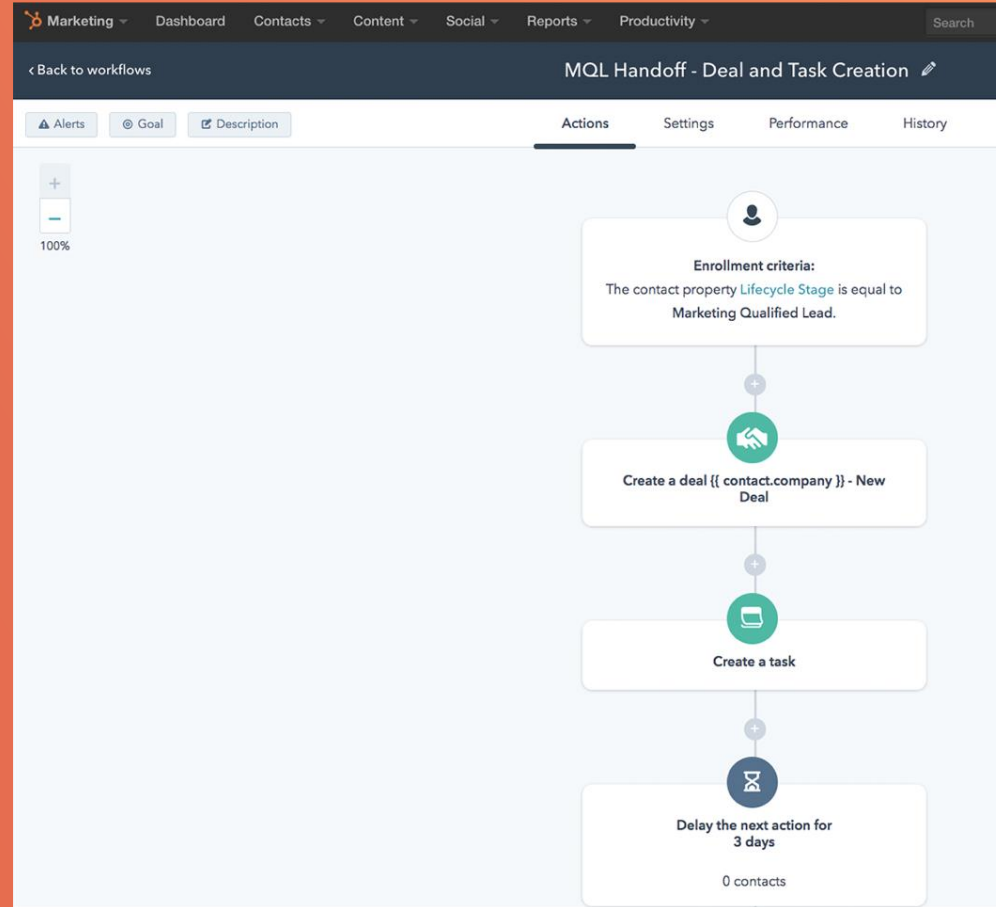 Marketing Dashboard Contacts Content Social Reports Productivity Search
Back to workflows
MQL Handoff - Deal and Task Creation
Alerts Goal Description
Actions Settings Performance History
+
−
100%
Enrollment criteria:
The contact property Lifecycle Stage is equal to
Marketing Qualified Lead.
+
Create a deal {{ contact.company }} - New
Deal
+
Create a task
+
Delay the next action for
3 days
0 contacts